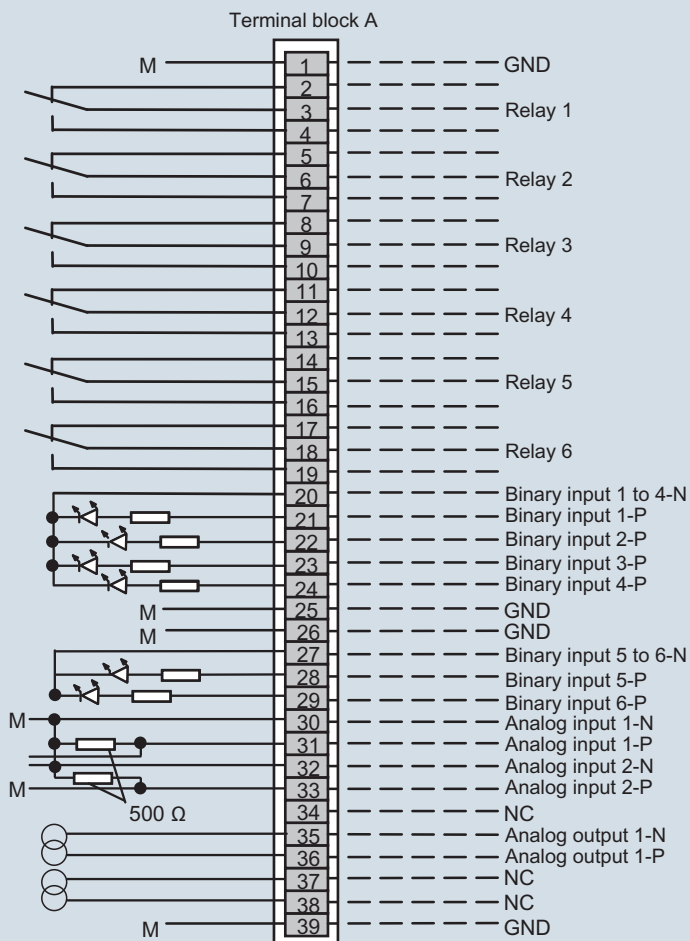 Terminal block A
M 1 GND
2
3 Relay 1
4
5
6 Relay 2
7
8
9 Relay 3
10
11
12 Relay 4
13
14
15 Relay 5
16
17
18 Relay 6
19
20 Binary input 1 to 4-N
21 Binary input 1-P
22 Binary input 2-P
23 Binary input 3-P
24 Binary input 4-P
M 25 GND
M 26 GND
27 Binary input 5 to 6-N
28 Binary input 5-P
29 Binary input 6-P
M 30 Analog input 1-N
31 Analog input 1-P
32 Analog input 2-N
M 33 Analog input 2-P
500 Ω 34 NC
35 Analog output 1-N
36 Analog output 1-P
37 NC
38 NC
M 39 GND